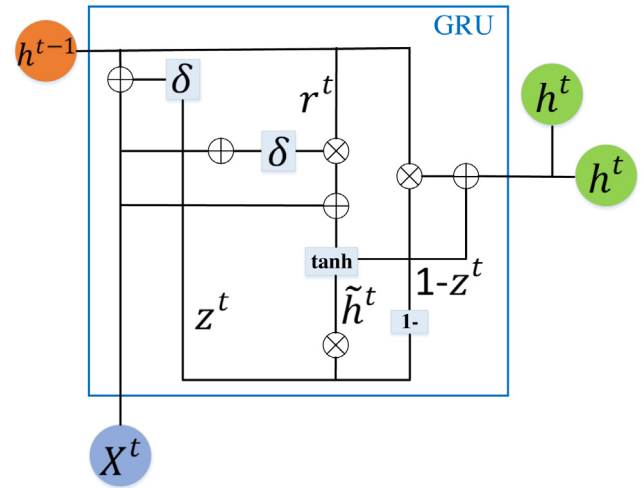 GRU
h^{t-1}
δ
r^t
h^t
δ
h^t
tanh
1-z^t
h̃^t
z^t
1-
X^t